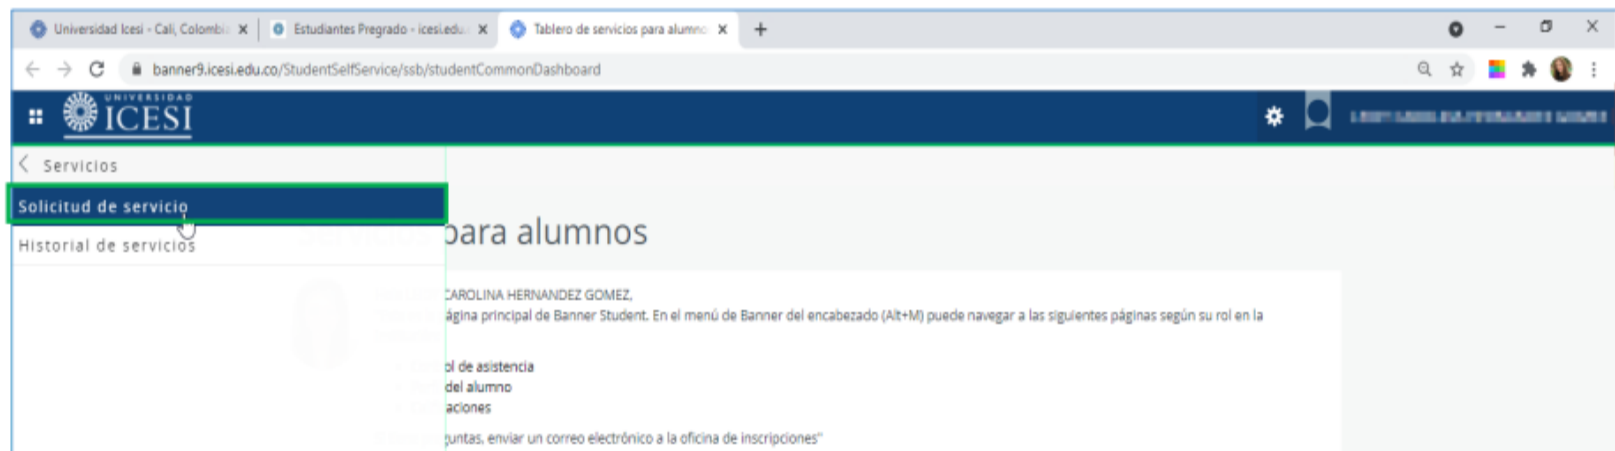 Universidad Icesi - Cali, Colombi
Estudiantes Pregrado - icesi.edu.
Tablero de servicios para alumno
banner9.icesi.edu.co/StudentSelfService/ssb/studentCommonDashboard
UNIVERSIDAD
ICESI
Servicios
Solicitud de servicio
Historial de servicios
para alumnos
CAROLINA HERNANDEZ GOMEZ,
ágina principal de Banner Student. En el menú de Banner del encabezado (Alt+M) puede navegar a las siguientes páginas según su rol en la
ol de asistencia
del alumno
aciones
guntas, enviar un correo electrónico a la oficina de inscripciones"